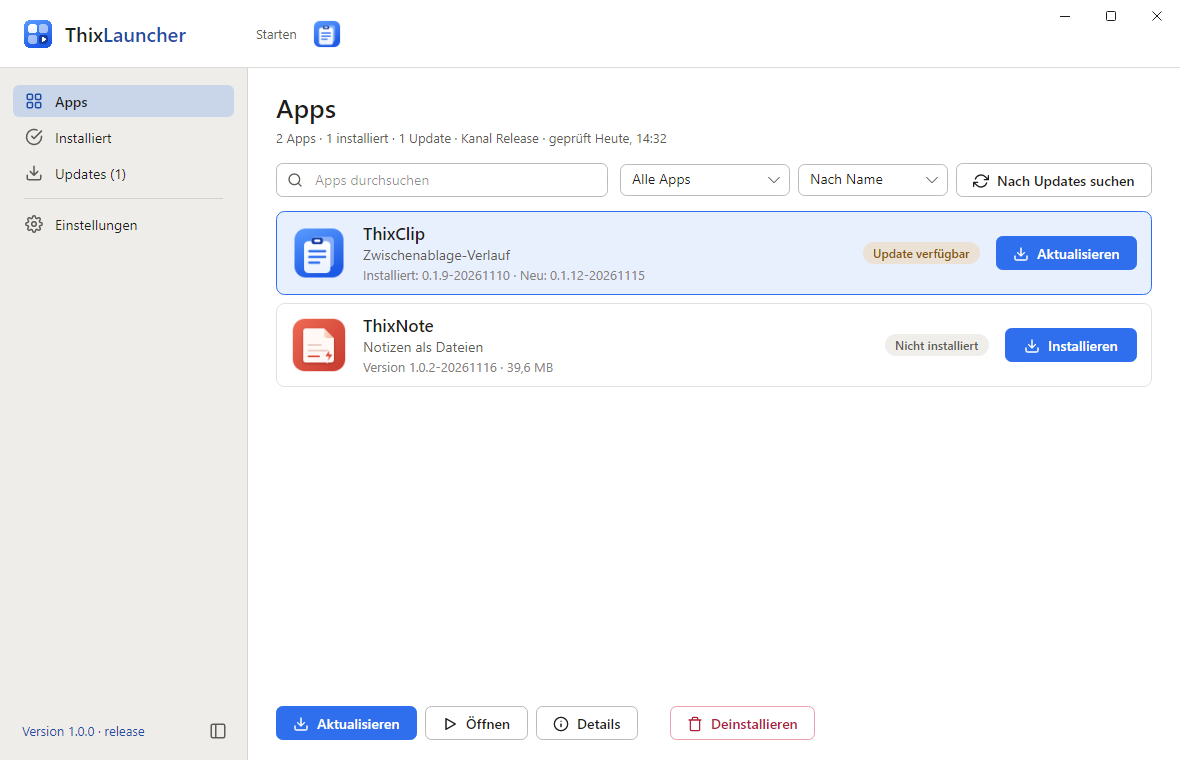 ThixLauncher
Starten
Apps
Installiert
Updates (1)
Einstellungen
Version 1.0.0 · release
Apps
2 Apps · 1 installiert · 1 Update · Kanal Release · geprüft Heute, 14:32
Apps durchsuchen
Alle Apps
Nach Name
Nach Updates suchen
ThixClip
Zwischenablage-Verlauf
Installiert: 0.1.9-20261110 · Neu: 0.1.12-20261115
Update verfügbar
Aktualisieren
ThixNote
Notizen als Dateien
Version 1.0.2-20261116 · 39,6 MB
Nicht installiert
Installieren
Aktualisieren
Öffnen
Details
Deinstallieren